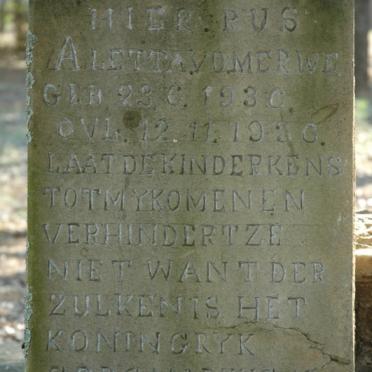 HIER RUS
ALETTA V.D. MERWE
GEB. 23.6.1930.
OVL. 12.11.1930.
LAAT DE KINDERKENS
TOT MY KOMEN EN
VERHINDERT ZE
NIET WANT DER
ZULKEN IS HET
KONINGRYK